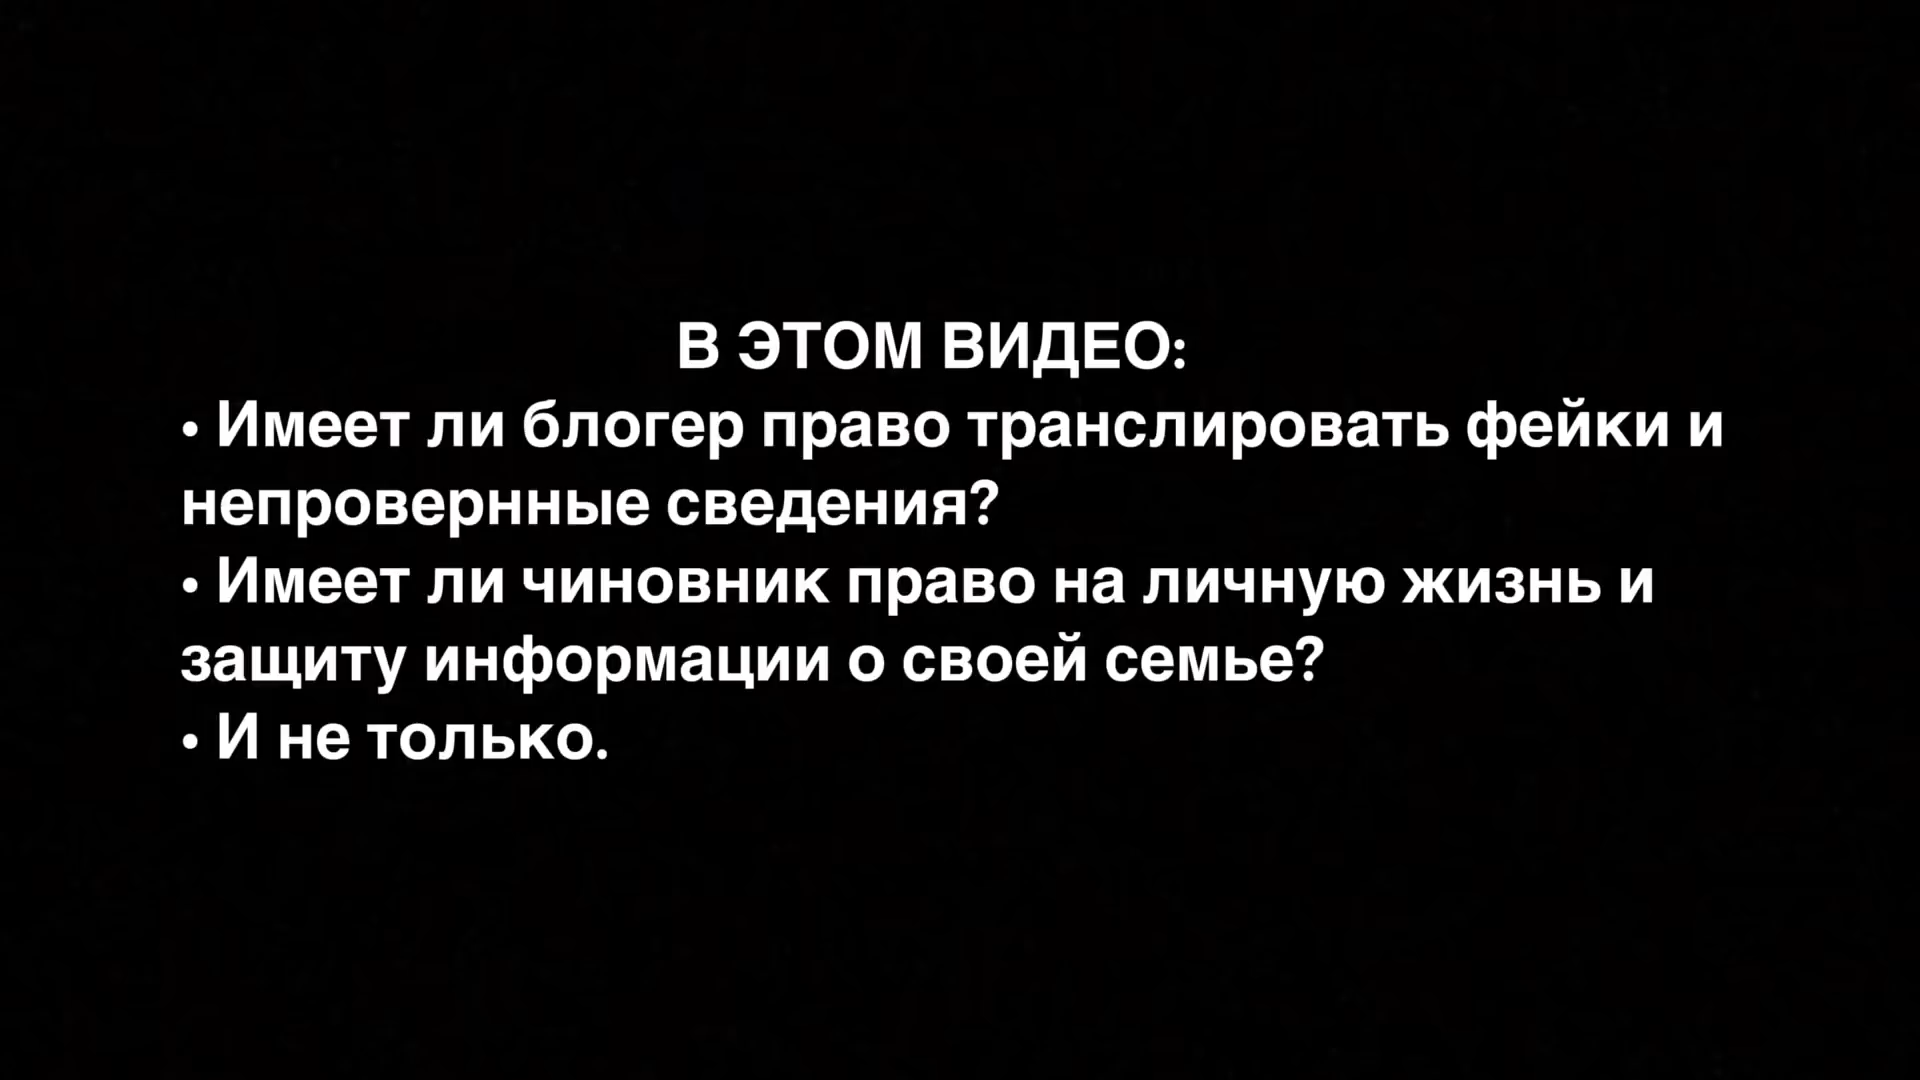 В ЭТОМ ВИДЕО:
• Имеет ли блогер право транслировать фейки и
непровернные сведения?
• Имеет ли чиновник право на личную жизнь и
защиту информации о своей семье?
• И не только.